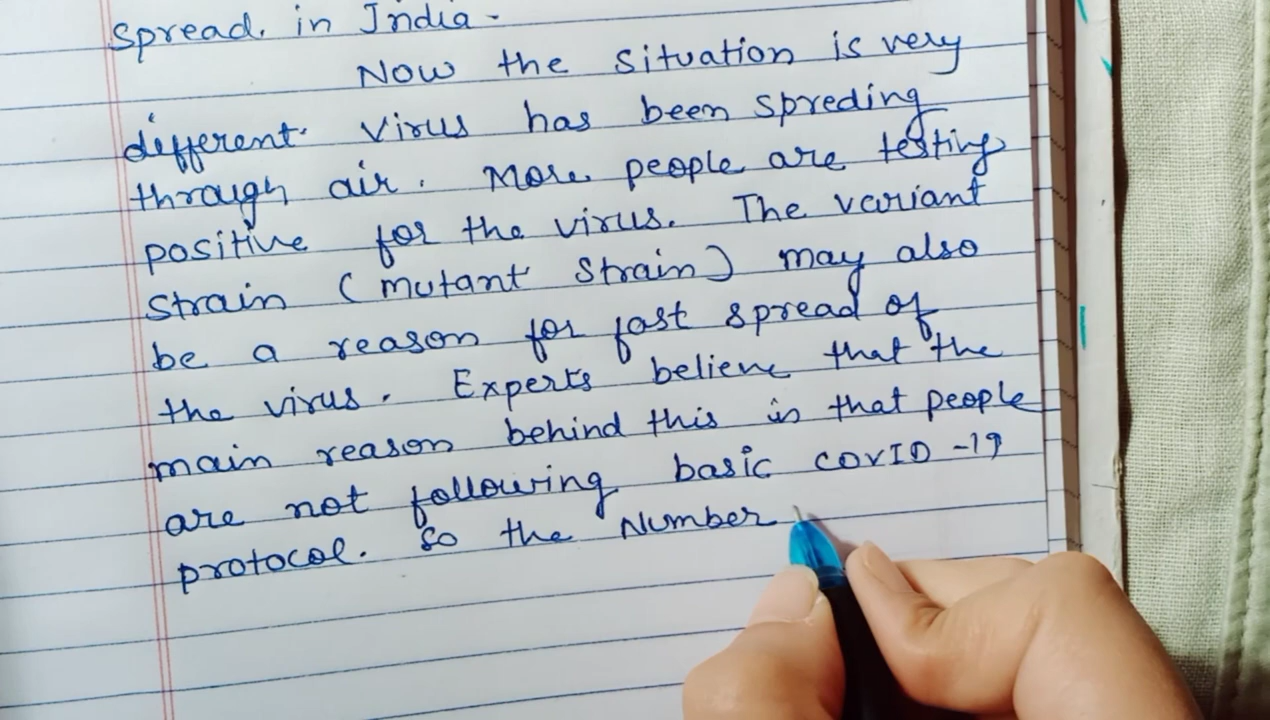 spread. in India.
Now the situation is very
different. virus has been spreding
through air. More people are testing
positive for the virus. The variant
strain (mutant strain) may also
be a reason for fast spread of
the virus. Experts believe that the
main reason behind this is that people
are not following basic COVID-19
protocol. So the Number